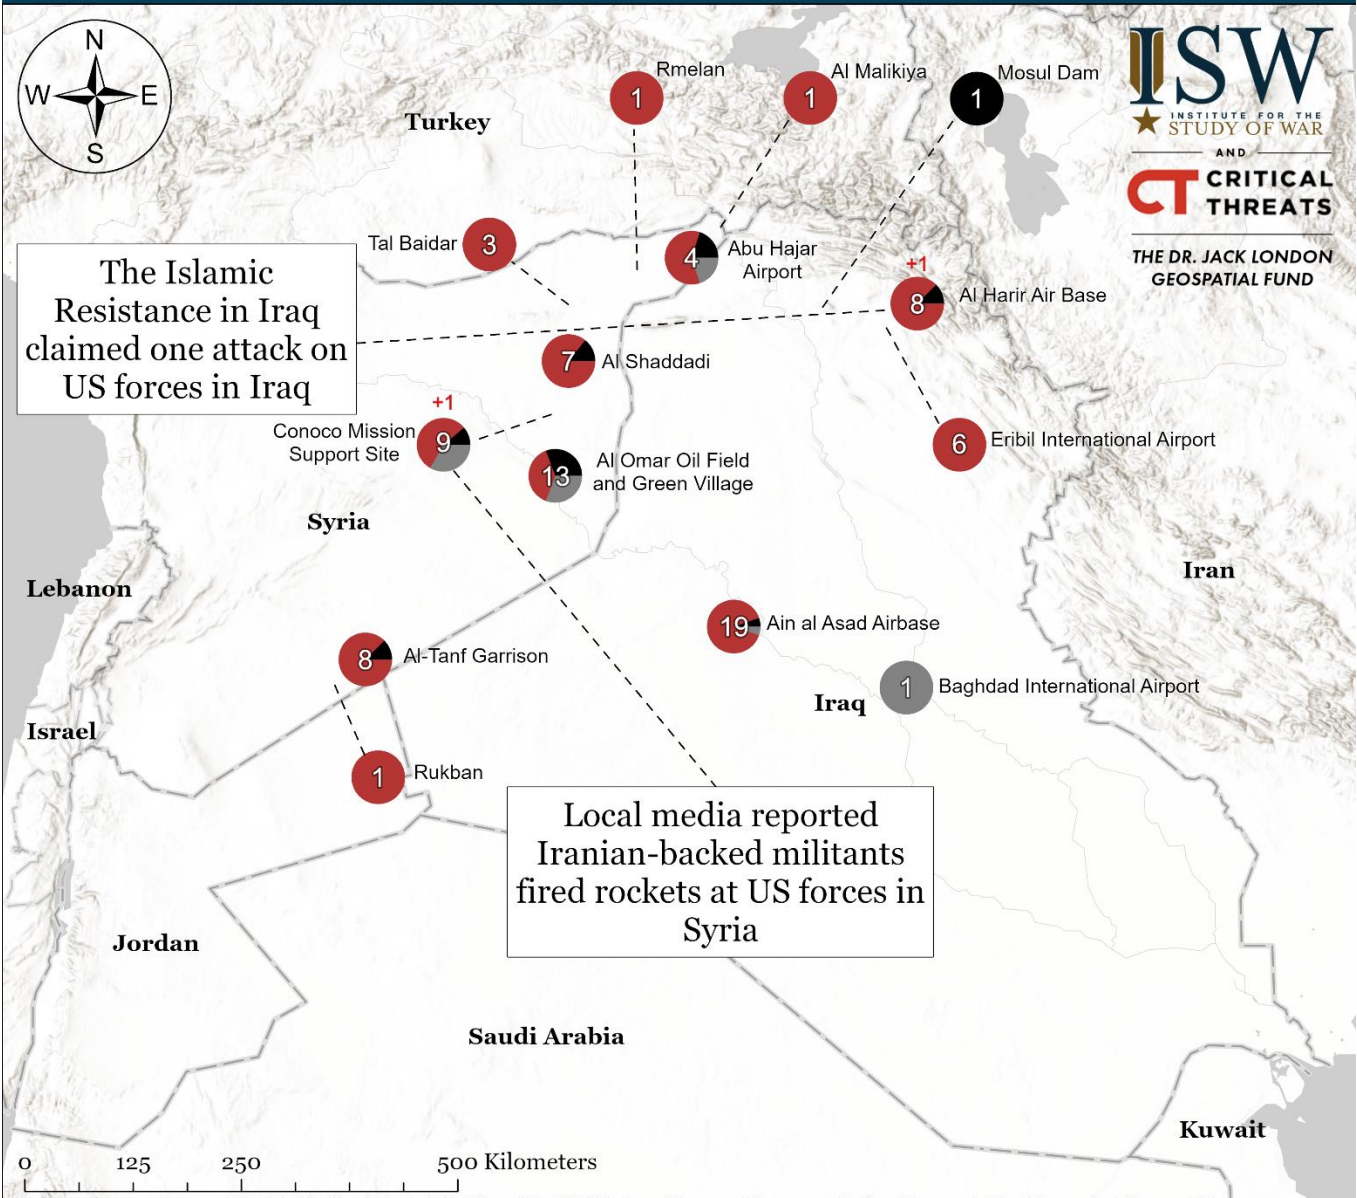 N
W
E
S
Turkey
Rmelan
1
Al Malikiya
1
Mosul Dam
1
ISW
INSTITUTE FOR THE
STUDY OF WAR
AND
CT CRITICAL
THREATS
THE DR. JACK LONDON
GEOSPATIAL FUND
Tal Baidar
3
4
Abu Hajar
Airport
+1
8
Al Harir Air Base
The Islamic
Resistance in Iraq
claimed one attack on
US forces in Iraq
7
Al Shaddadi
+1
Conoco Mission
Support Site
9
13
Al Omar Oil Field
and Green Village
6
Eribil International Airport
Syria
Lebanon
Iran
19
Ain al Asad Airbase
8
Al-Tanf Garrison
1
Baghdad International Airport
Iraq
Israel
1
Rukban
Local media reported
Iranian-backed militants
fired rockets at US forces in
Syria
Jordan
Saudi Arabia
Kuwait
0
125
250
500 Kilometers